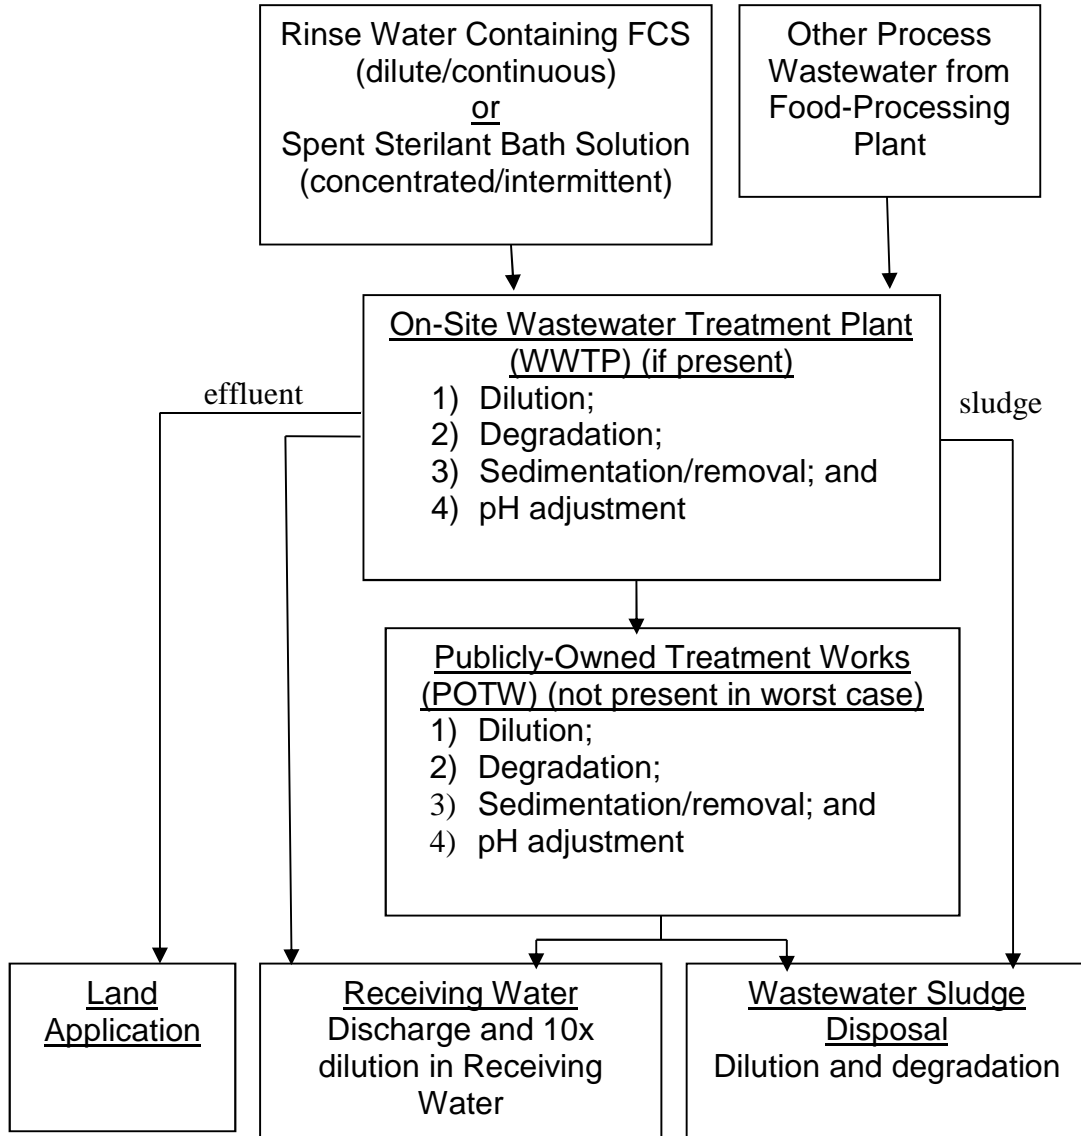 Rinse Water Containing FCS
(dilute/continuous)
or
Spent Sterilant Bath Solution
(concentrated/intermittent)
Other Process
Wastewater from
Food-Processing
Plant
On-Site Wastewater Treatment Plant
(WWTP) (if present)
1) Dilution;
2) Degradation;
3) Sedimentation/removal; and
4) pH adjustment
effluent
sludge
Publicly-Owned Treatment Works
(POTW) (not present in worst case)
1) Dilution;
2) Degradation;
3) Sedimentation/removal; and
4) pH adjustment
Land
Application
Receiving Water
Discharge and 10x
dilution in Receiving
Water
Wastewater Sludge
Disposal
Dilution and degradation